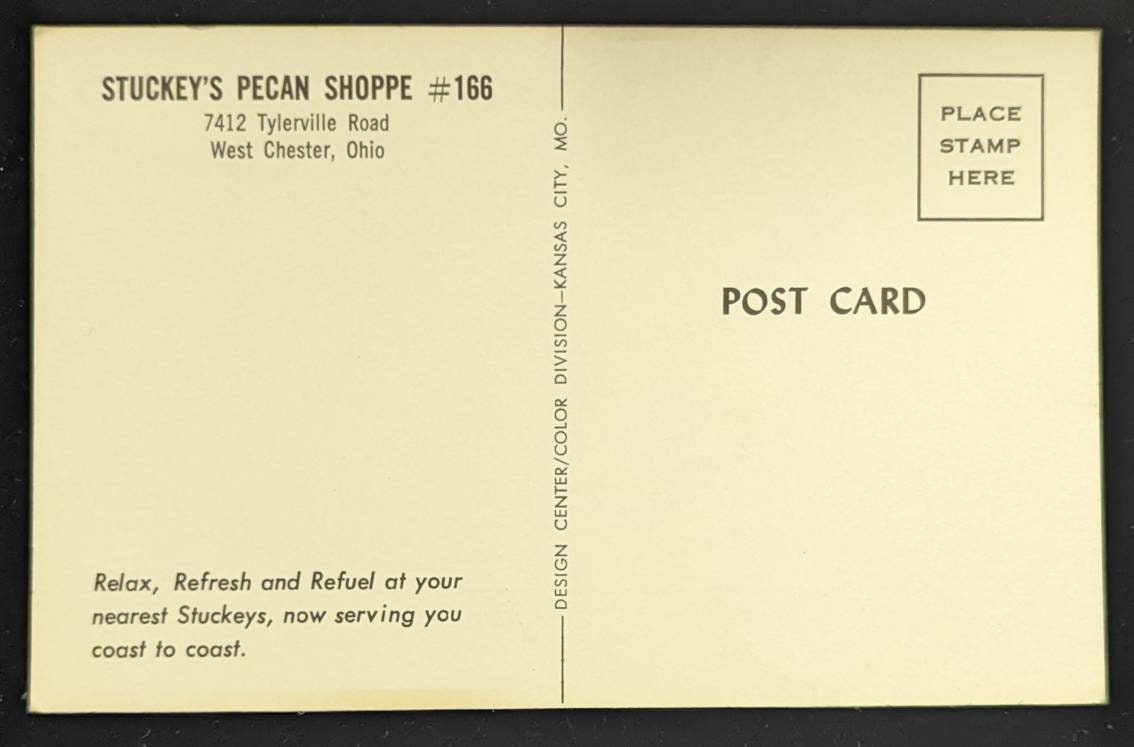 STUCKEY'S PECAN SHOPPE #166
7412 Tylerville Road
West Chester, Ohio
Relax, Refresh and Refuel at your
nearest Stuckeys, now serving you
coast to coast.
DESIGN CENTER/COLOR DIVISION—KANSAS CITY, MO.
PLACE
STAMP
HERE
POST CARD